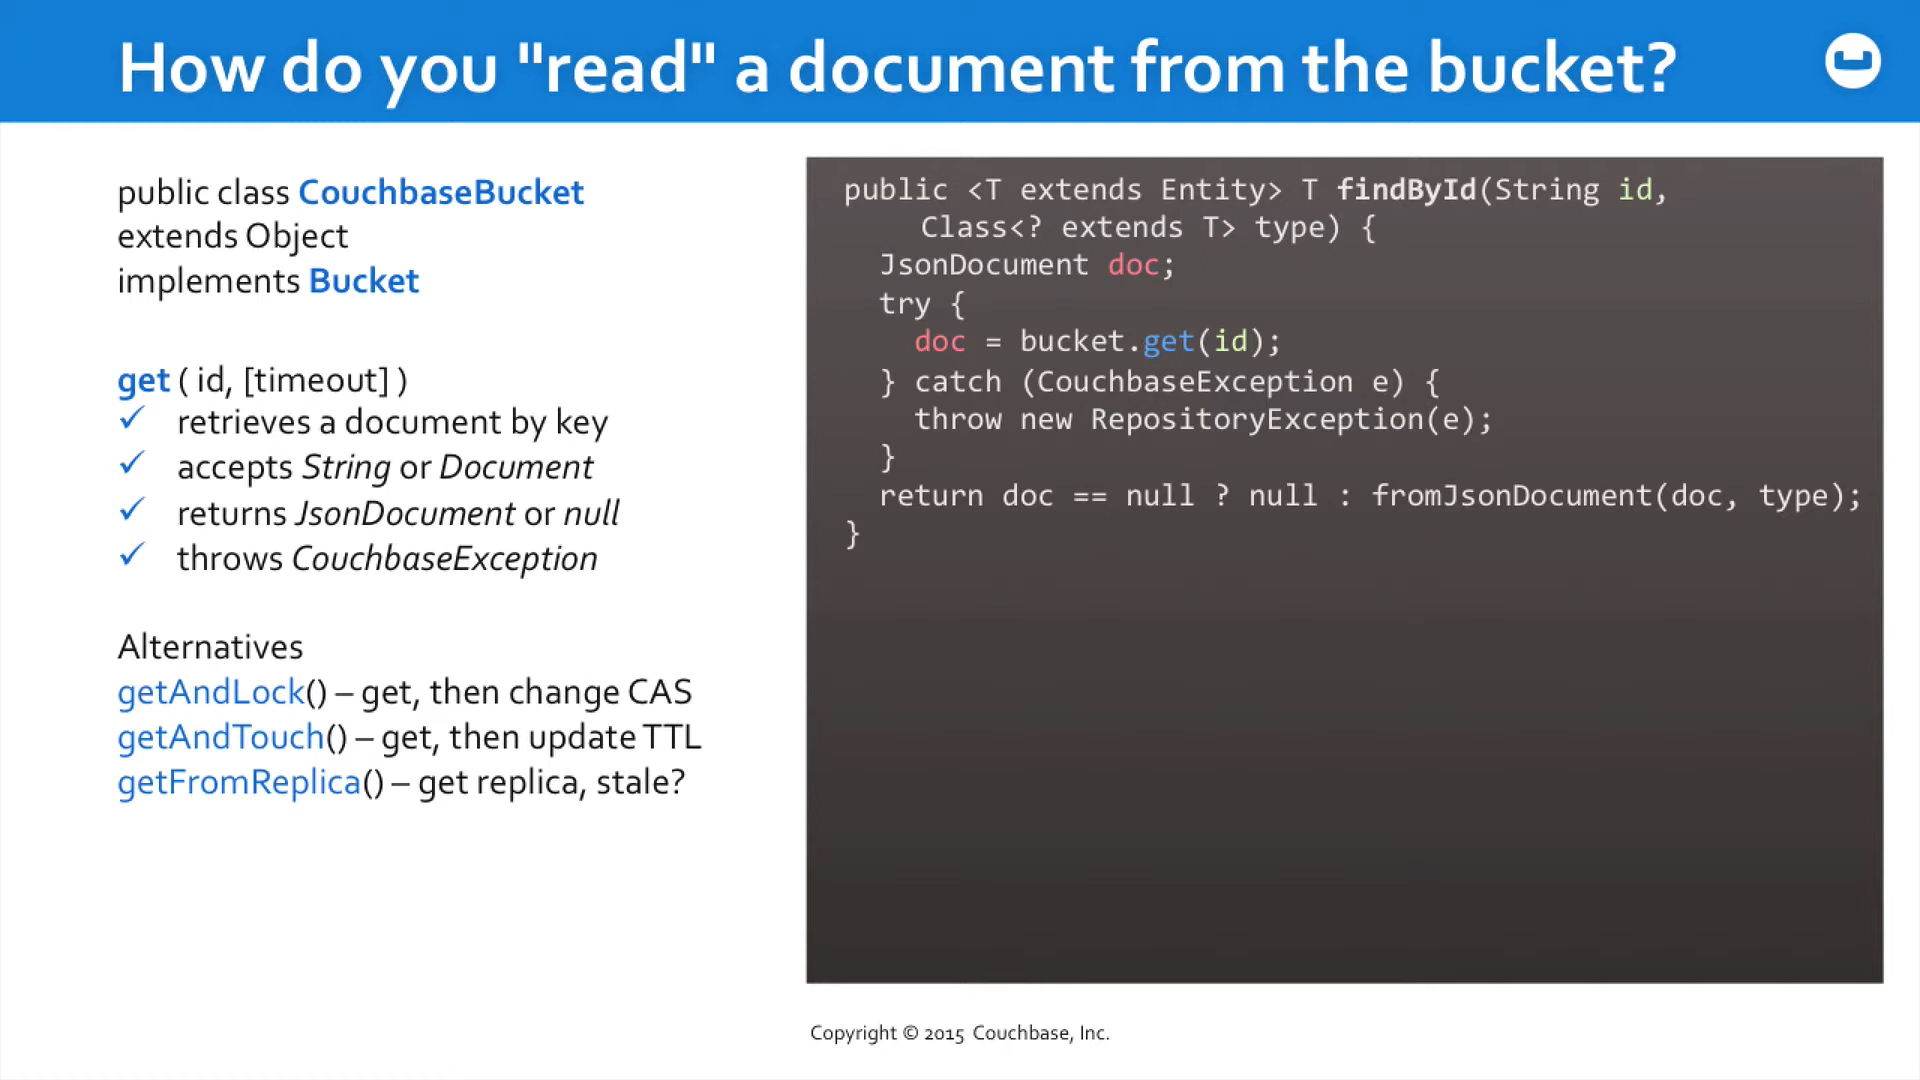 How do you "read" a document from the bucket?
public class CouchbaseBucket
extends Object
implements Bucket
get ( id, [timeout] )
✓ retrieves a document by key
✓ accepts String or Document
✓ returns JsonDocument or null
✓ throws CouchbaseException
Alternatives
getAndLock() – get, then change CAS
getAndTouch() – get, then update TTL
getFromReplica() – get replica, stale?
public <T extends Entity> T findById(String id,
Class<? extends T> type) {
JsonDocument doc;
try {
doc = bucket.get(id);
} catch (CouchbaseException e) {
throw new RepositoryException(e);
}
return doc == null ? null : fromJsonDocument(doc, type);
}
Copyright © 2015 Couchbase, Inc.